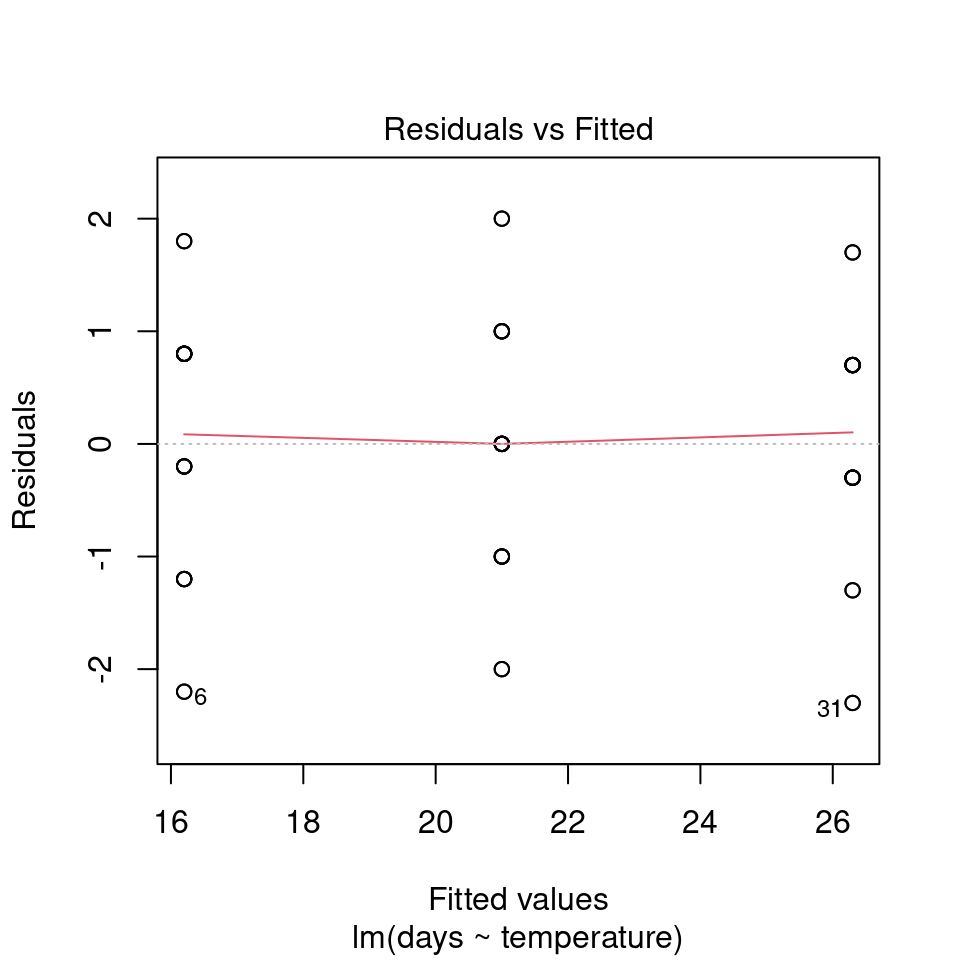 Residuals vs Fitted
Residuals
2
1
0
-1
-2
6
31
16 18 20 22 24 26
Fitted values
lm(days ~ temperature)